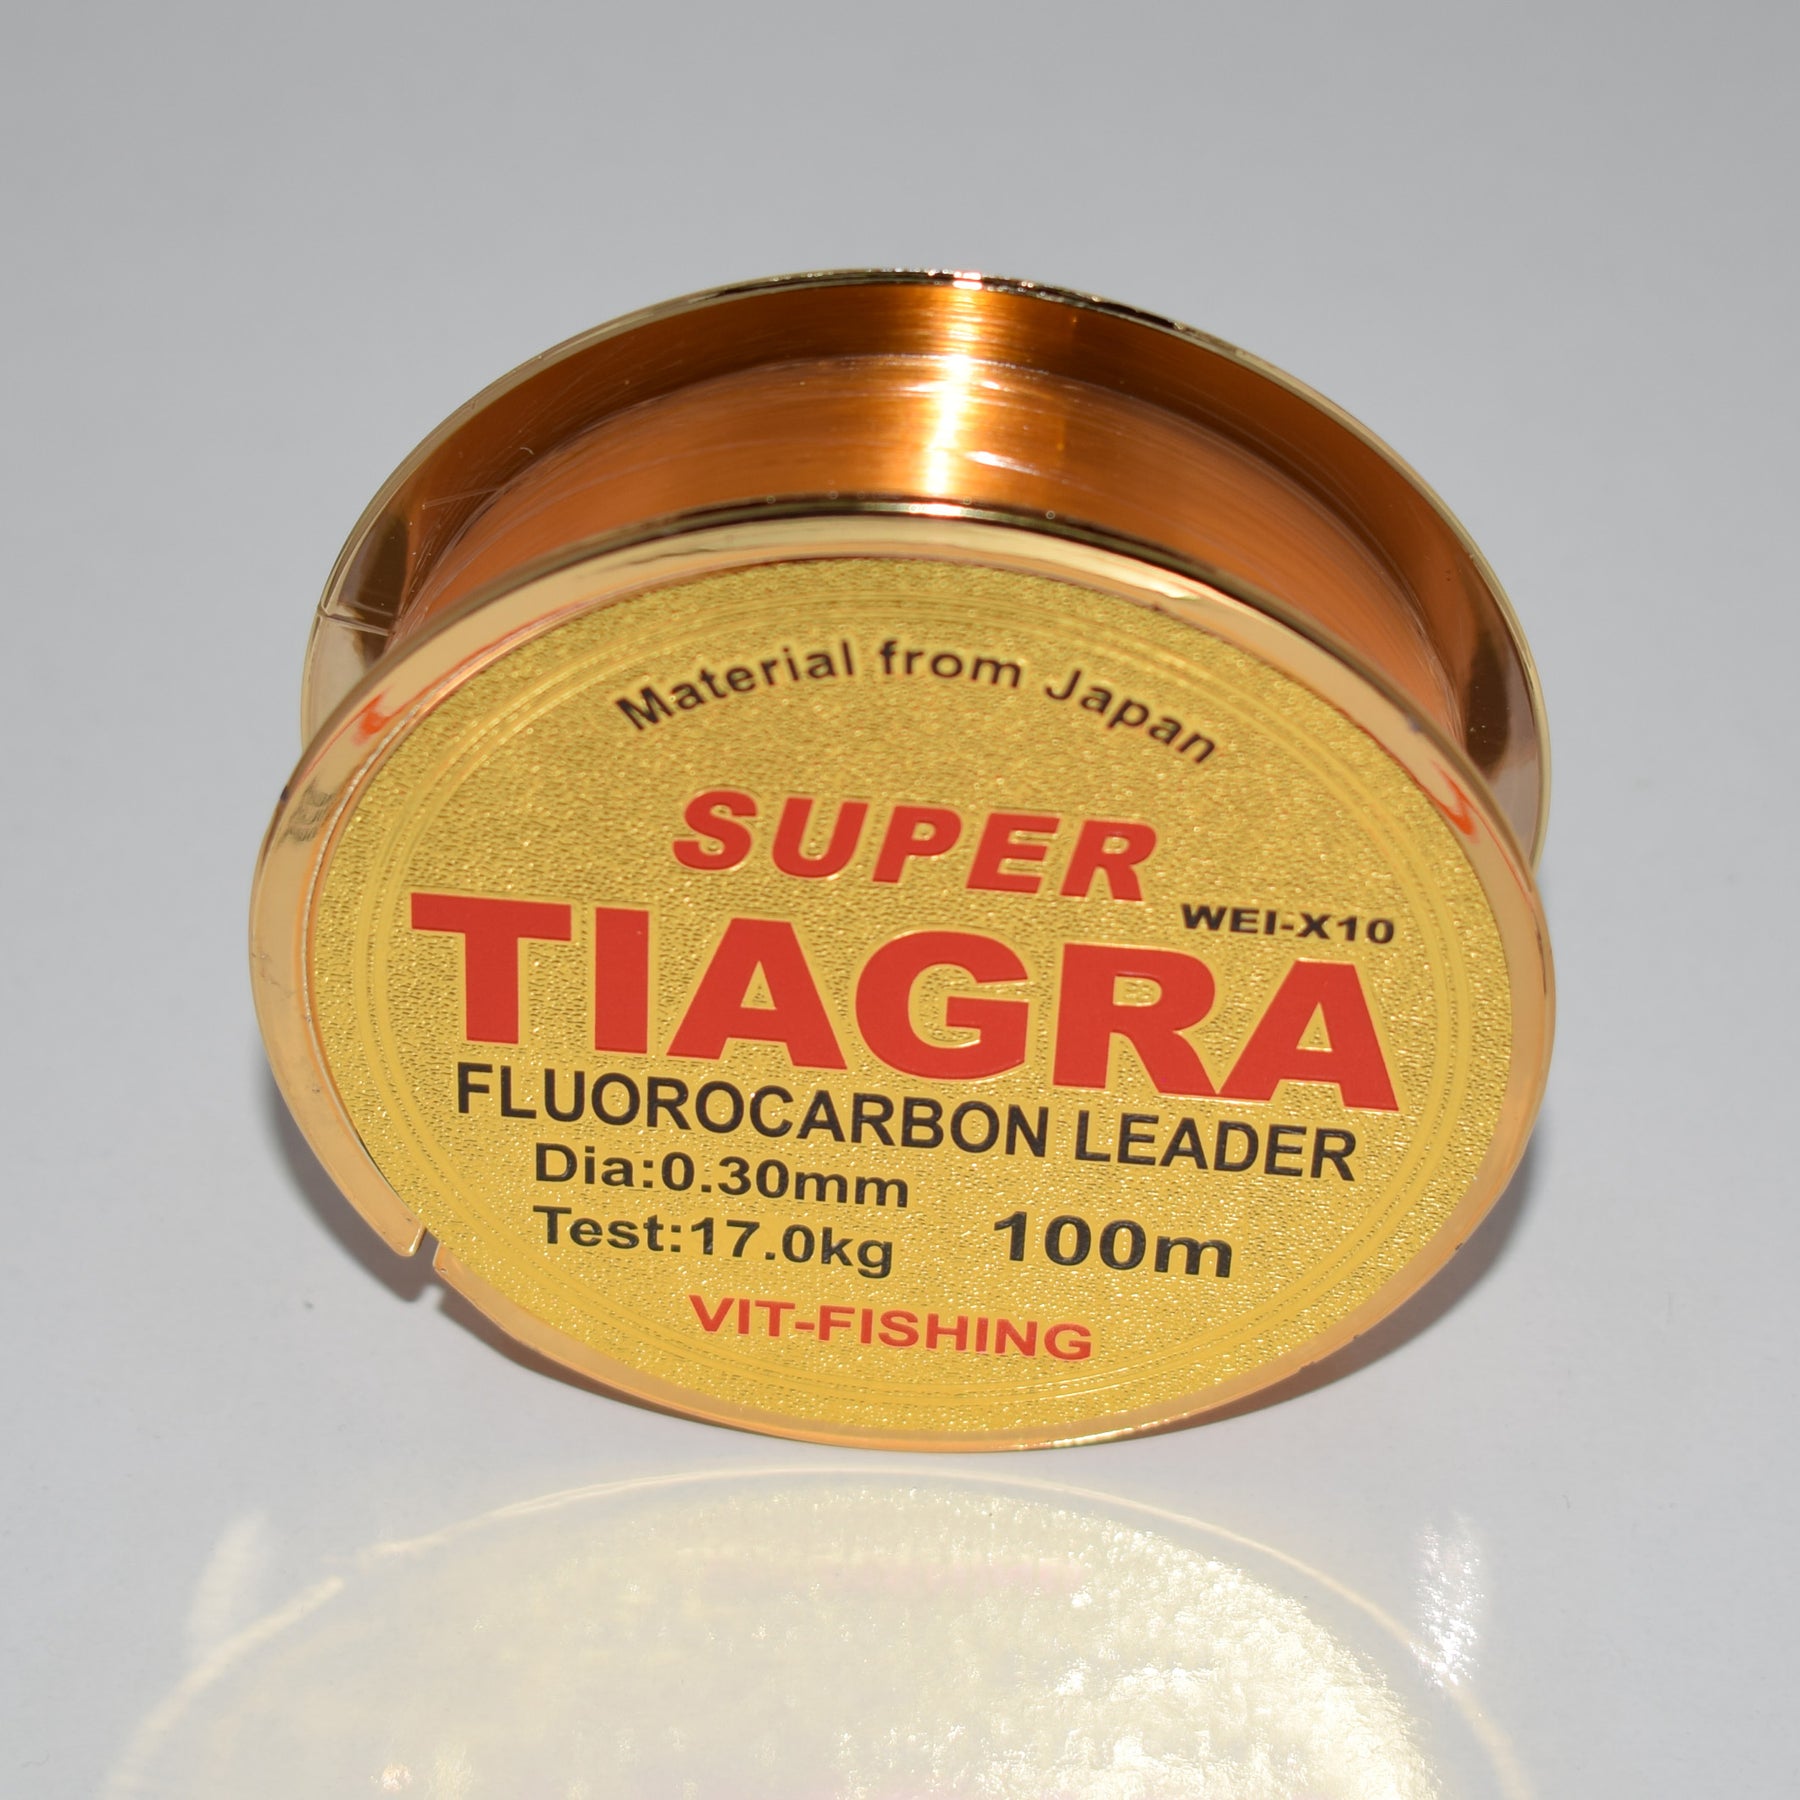 Material from Japan
SUPER
WEI-X10
TIAGRA
FLUOROCARBON LEADER
Dia:0.30mm
Test:17.0kg 100m
VIT-FISHING